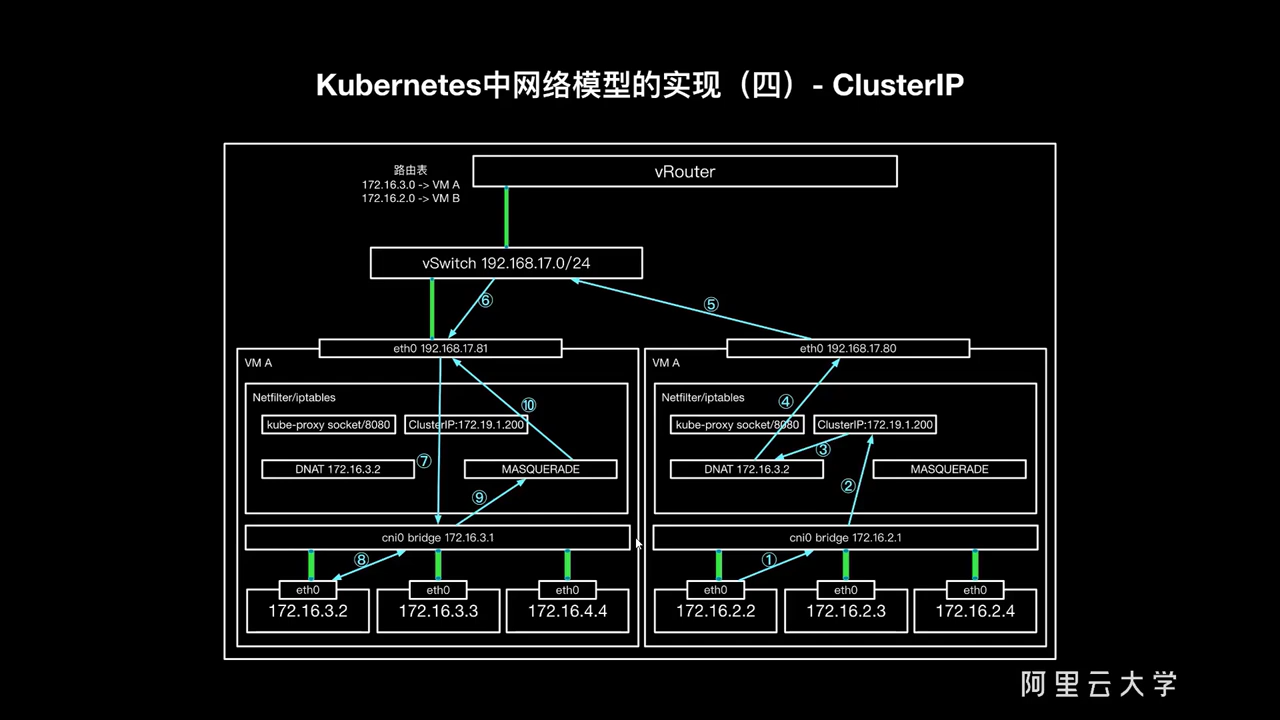 Kubernetes中网络模型的实现（四）- ClusterIP
路由表
172.16.3.0 -> VM A
172.16.2.0 -> VM B
vRouter
vSwitch 192.168.17.0/24
⑥
⑤
eth0 192.168.17.81
VM A
Netfilter/iptables
kube-proxy socket/8080
ClusterIP:172.19.1.200
⑩
DNAT 172.16.3.2
⑦
MASQUERADE
⑨
cni0 bridge 172.16.3.1
⑧
eth0
172.16.3.2
eth0
172.16.3.3
eth0
172.16.4.4
eth0 192.168.17.80
VM A
Netfilter/iptables
④
kube-proxy socket/8080
ClusterIP:172.19.1.200
③
DNAT 172.16.3.2
MASQUERADE
②
cni0 bridge 172.16.2.1
①
eth0
172.16.2.2
eth0
172.16.2.3
eth0
172.16.2.4
阿里云大学